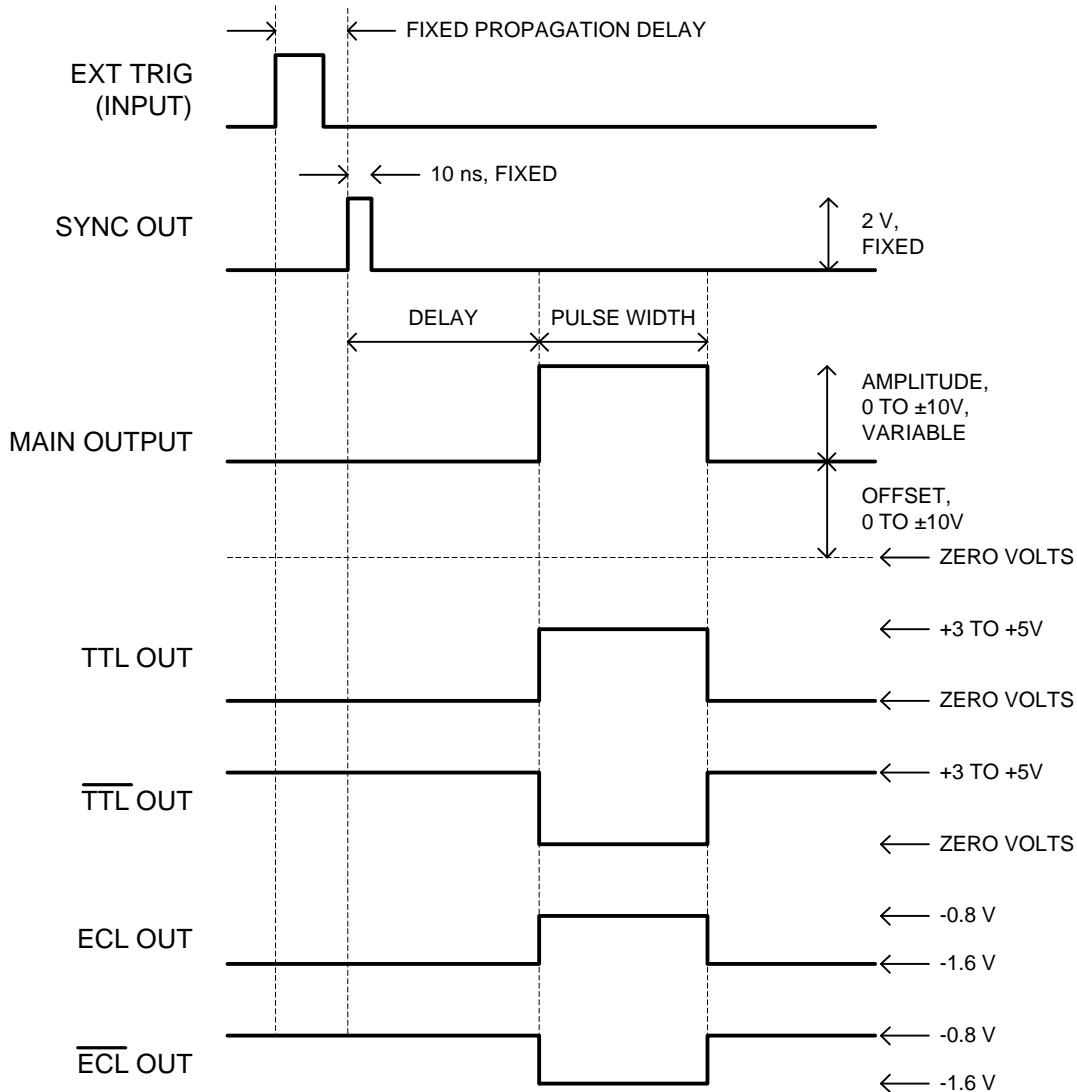 FIXED PROPAGATION DELAY
EXT TRIG
(INPUT)
10 ns, FIXED
SYNC OUT
2 V,
FIXED
DELAY
PULSE WIDTH
AMPLITUDE,
0 TO ±10V,
VARIABLE
MAIN OUTPUT
OFFSET,
0 TO ±10V
ZERO VOLTS
+3 TO +5V
TTL OUT
ZERO VOLTS
+3 TO +5V
T̅T̅L̅ OUT
ZERO VOLTS
-0.8 V
ECL OUT
-1.6 V
-0.8 V
E̅C̅L̅ OUT
-1.6 V